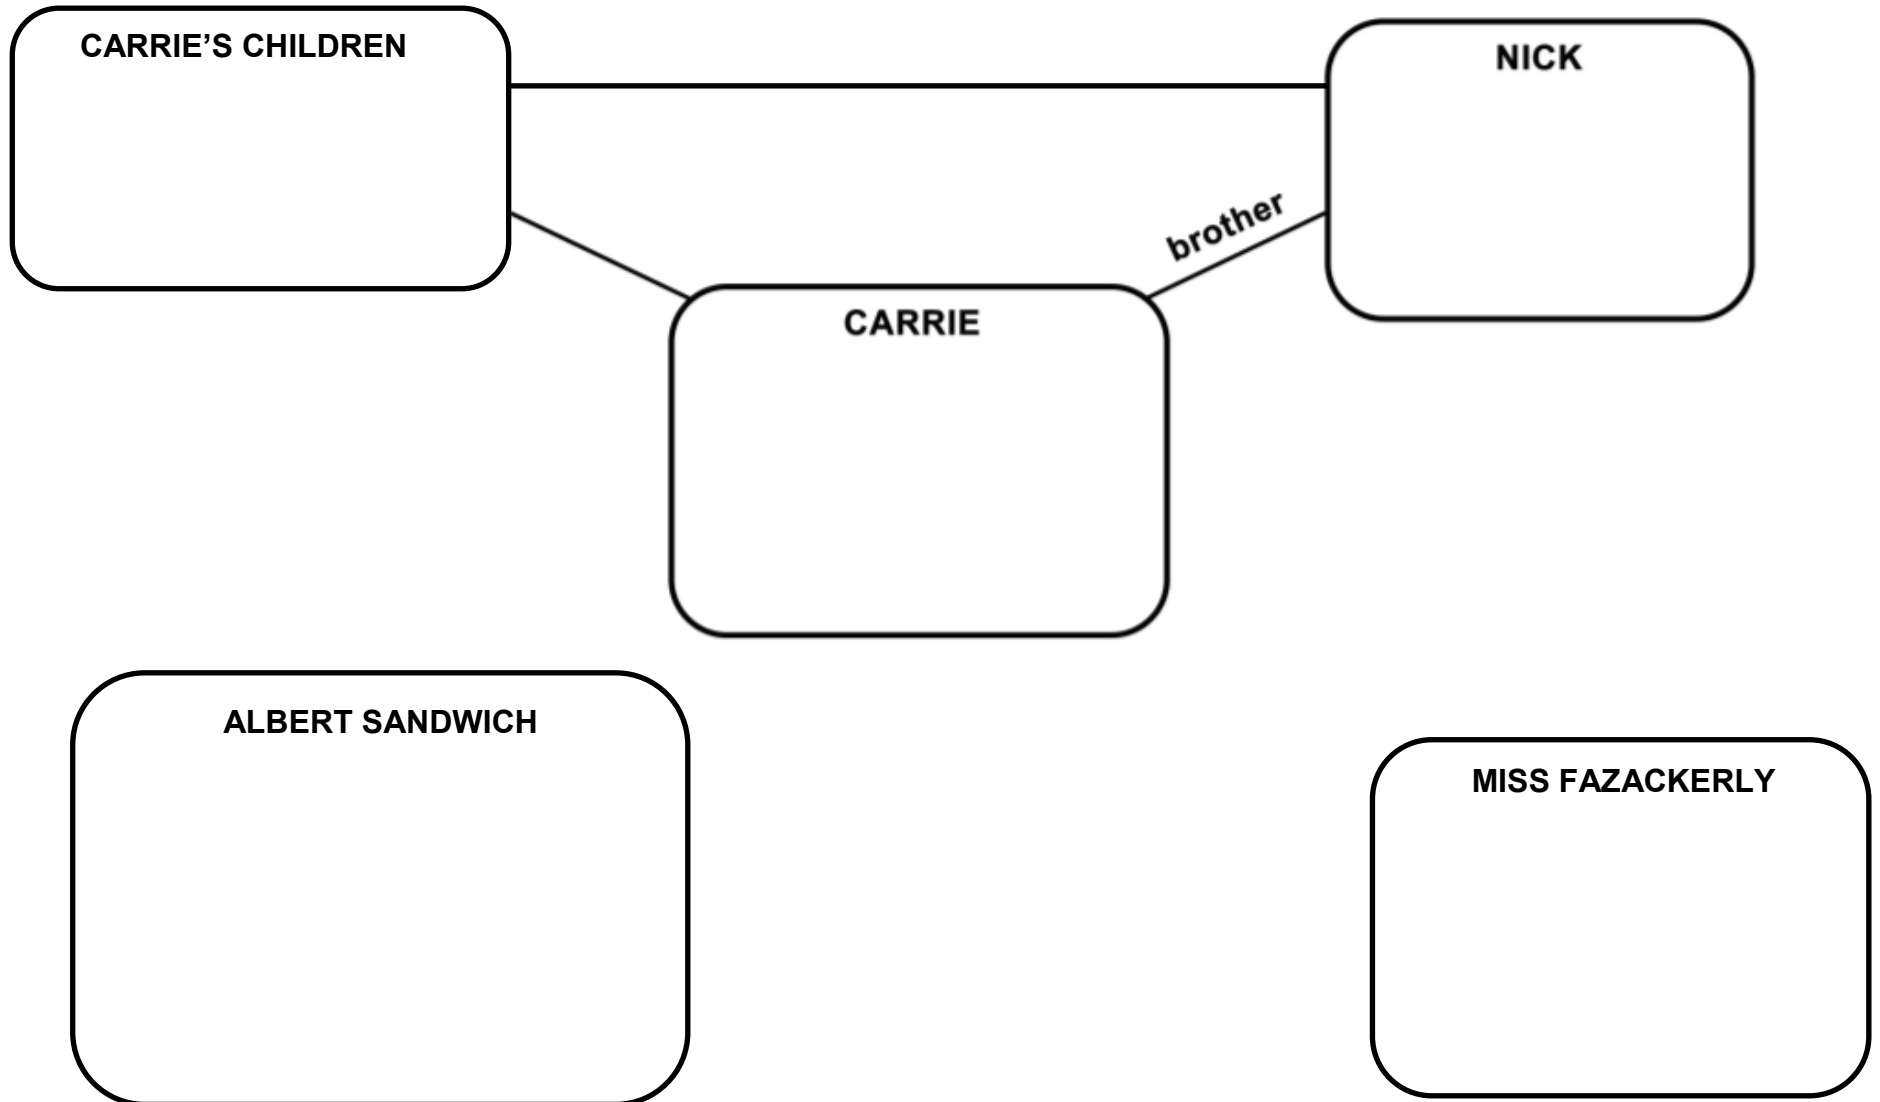 CARRIE'S CHILDREN
NICK
brother
CARRIE
ALBERT SANDWICH
MISS FAZACKERLY